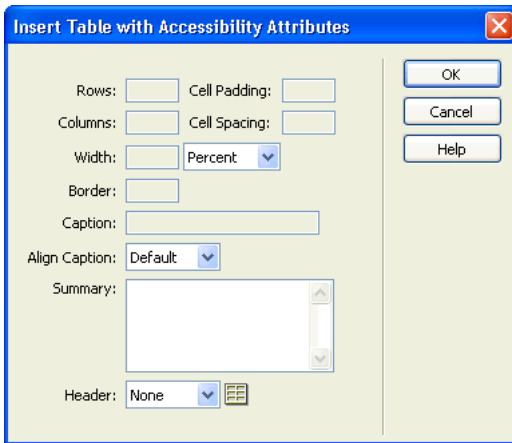 Insert Table with Accessibility Attributes
Rows: Cell Padding:
Columns: Cell Spacing:
Width: Percent
Border:
Caption:
Align Caption: Default
Summary:
Header: None
OK
Cancel
Help